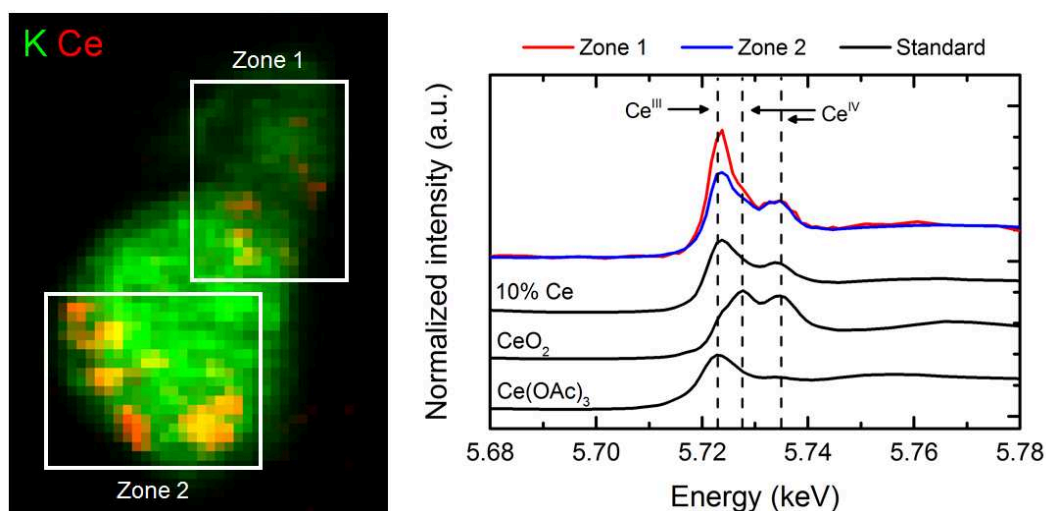 K Ce
Zone 1
Zone 2
Zone 1 Zone 2 Standard
Ce^III Ce^IV
10% Ce
CeO₂
Ce(OAc)₃
Normalized intensity (a.u.)
5.68 5.70 5.72 5.74 5.76 5.78
Energy (keV)